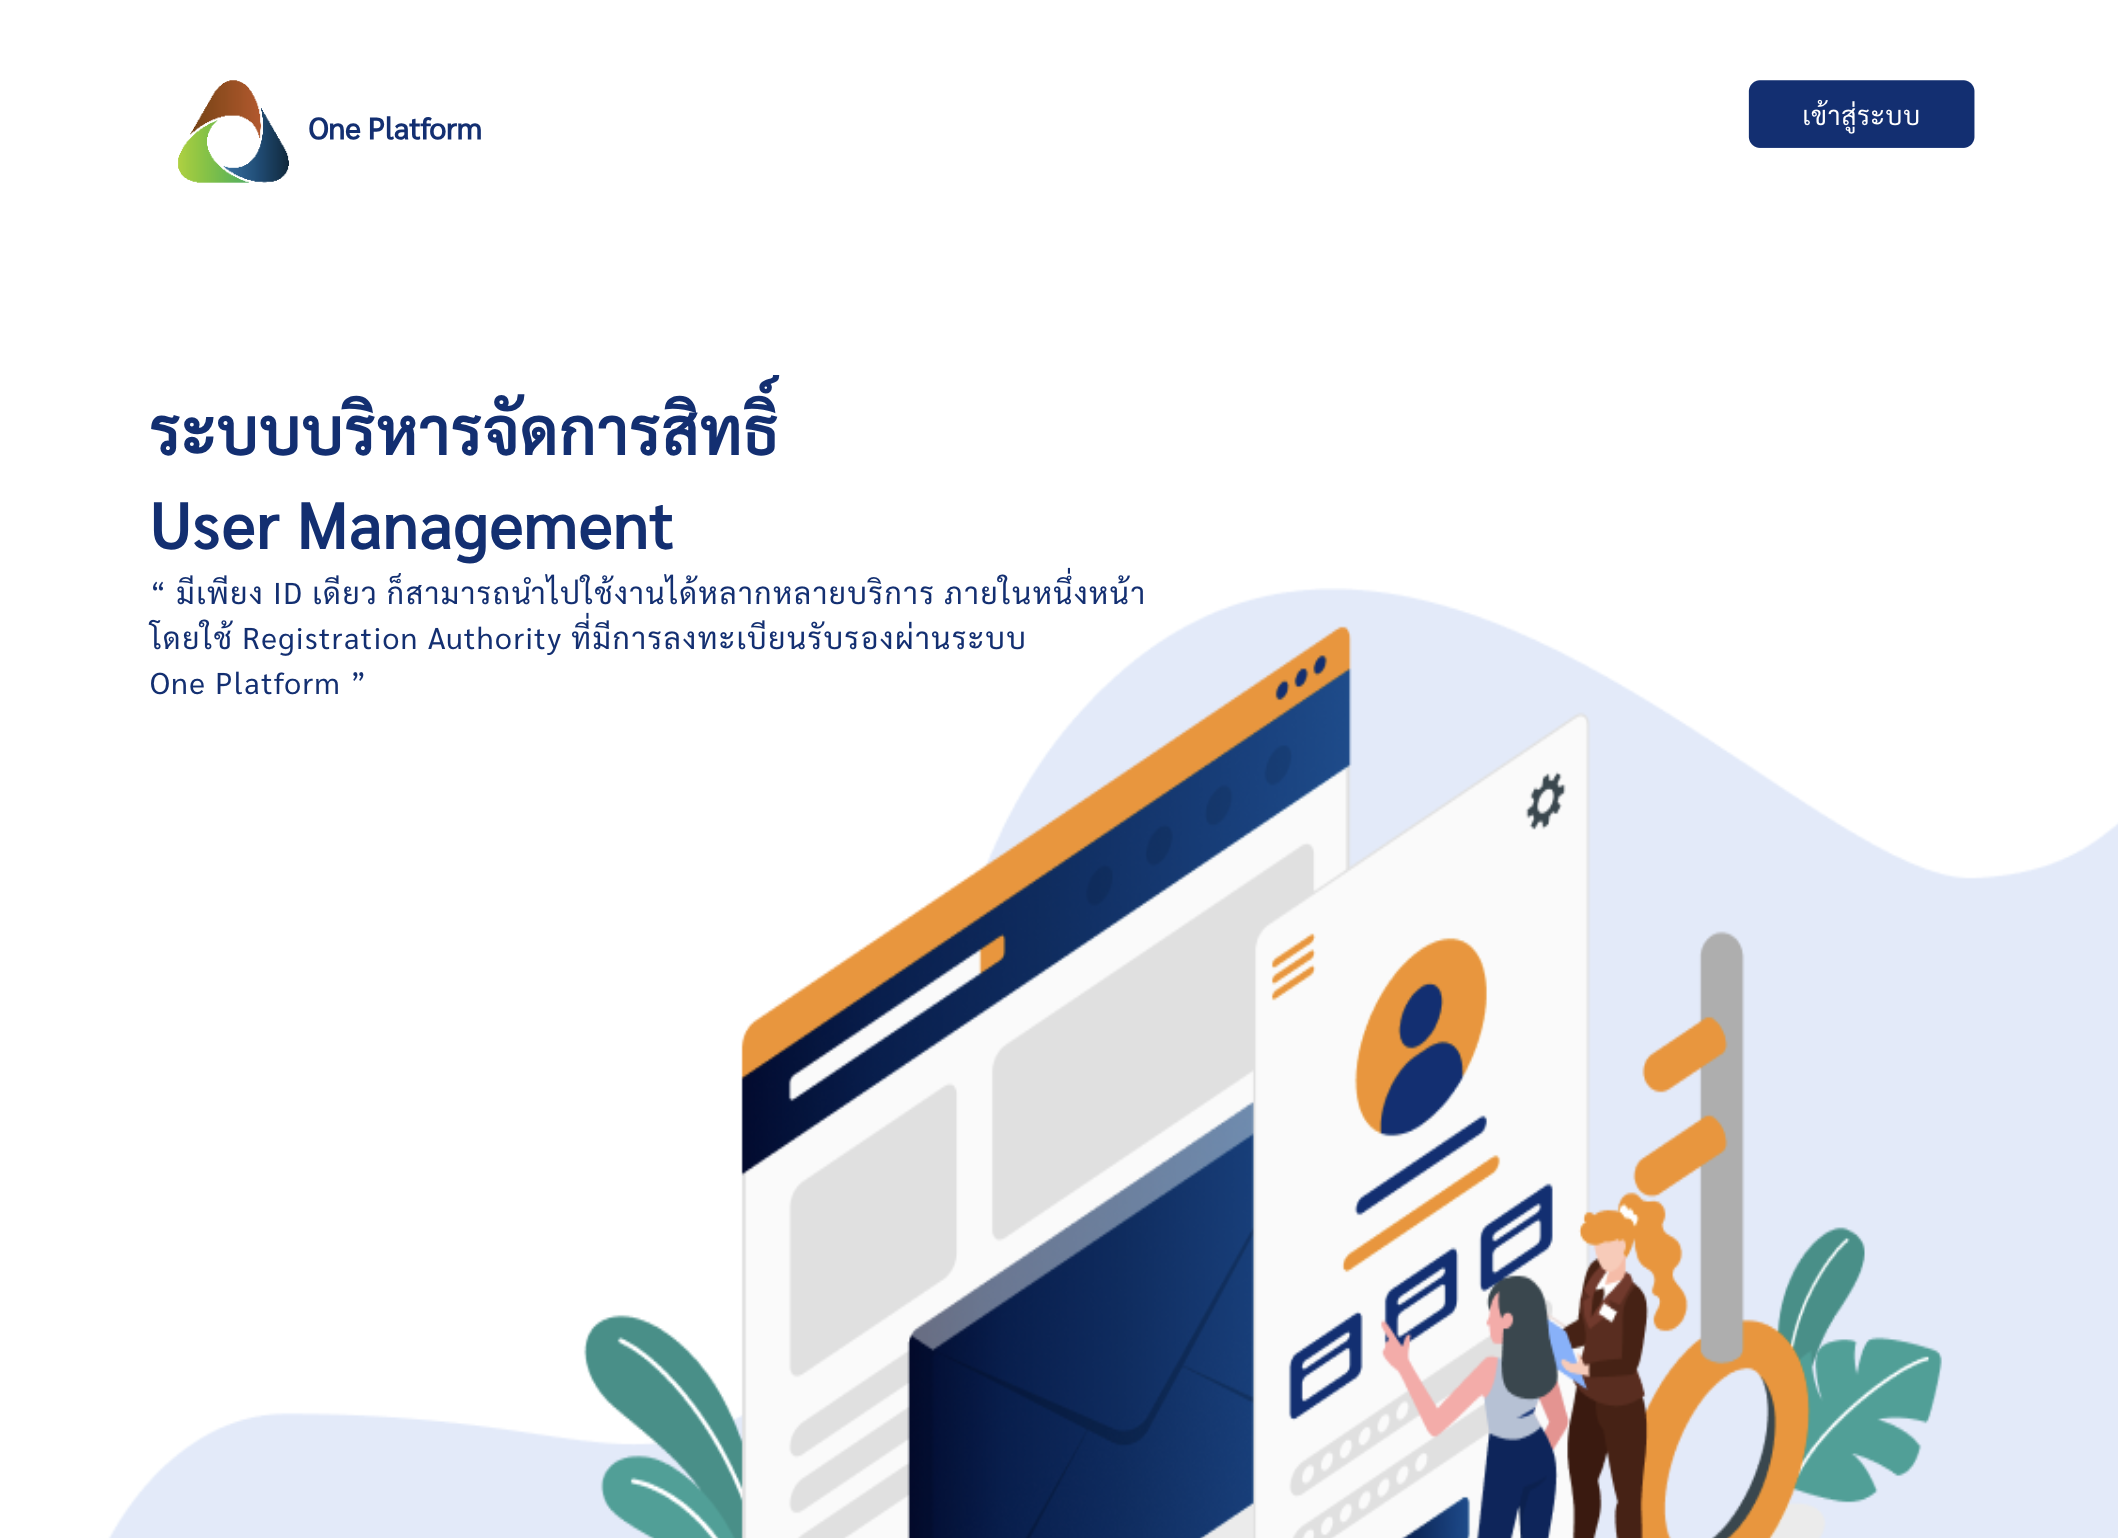 One Platform
เข้าสู่ระบบ
ระบบบริหารจัดการสิทธิ์
User Management
“ มีเพียง ID เดียว ก็สามารถนำไปใช้งานได้หลากหลายบริการ ภายในหนึ่งหน้า
โดยใช้ Registration Authority ที่มีการลงทะเบียนรับรองผ่านระบบ
One Platform ”